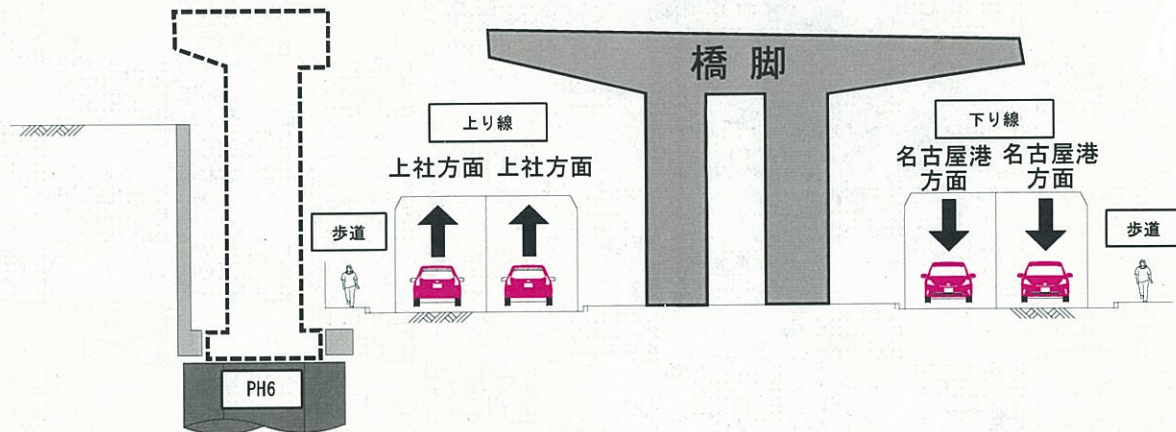 橋脚
上り線
下り線
上社方面 上社方面
名古屋港 名古屋港
方面 方面
歩道
歩道
PH6